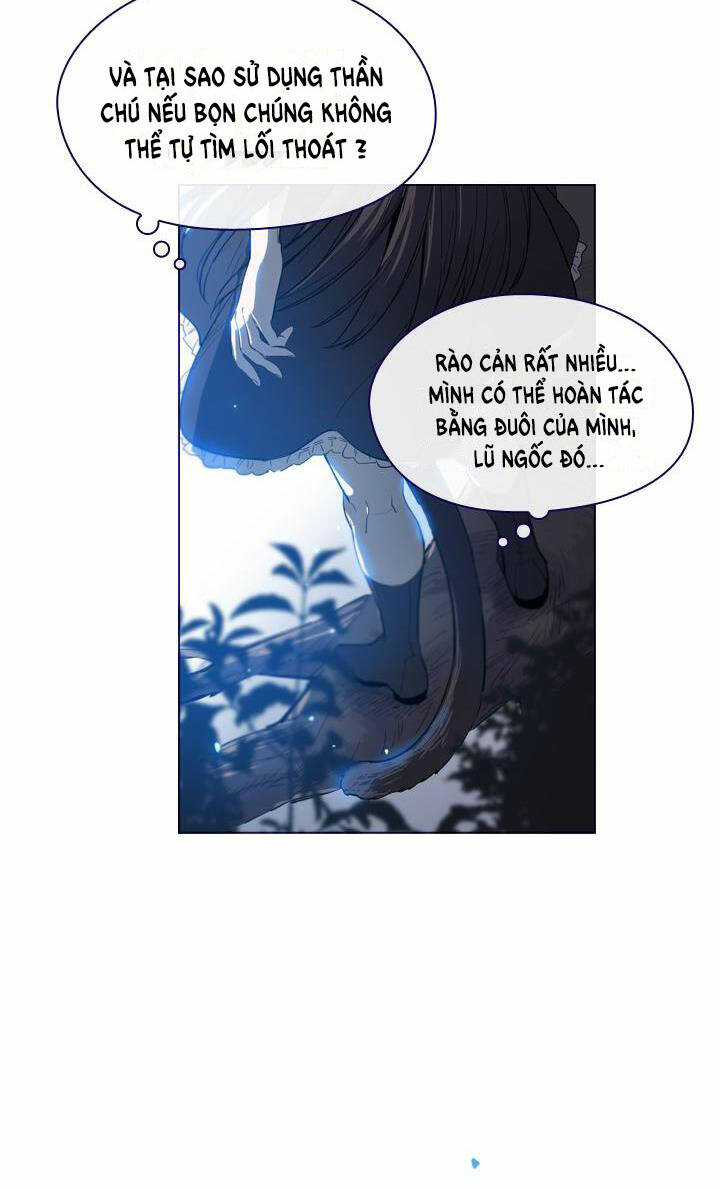 VÀ TẠI SAO SỬ DỤNG THẦN
CHÚ NẾU BỌN CHÚNG KHÔNG
THỂ TỰ TÌM LỐI THOÁT ?
RÀO CẢN RẤT NHIỀU...
MÌNH CÓ THỂ HOÀN TÁC
BẰNG ĐUÔI CỦA MÌNH,
LŨ NGỐC ĐÓ...